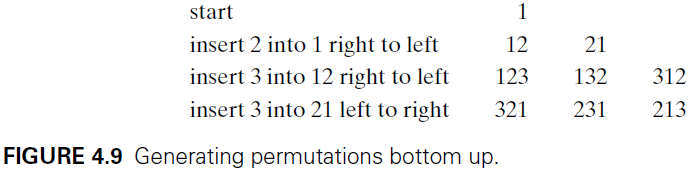 start 1
insert 2 into 1 right to left 12 21
insert 3 into 12 right to left 123 132 312
insert 3 into 21 left to right 321 231 213
FIGURE 4.9 Generating permutations bottom up.